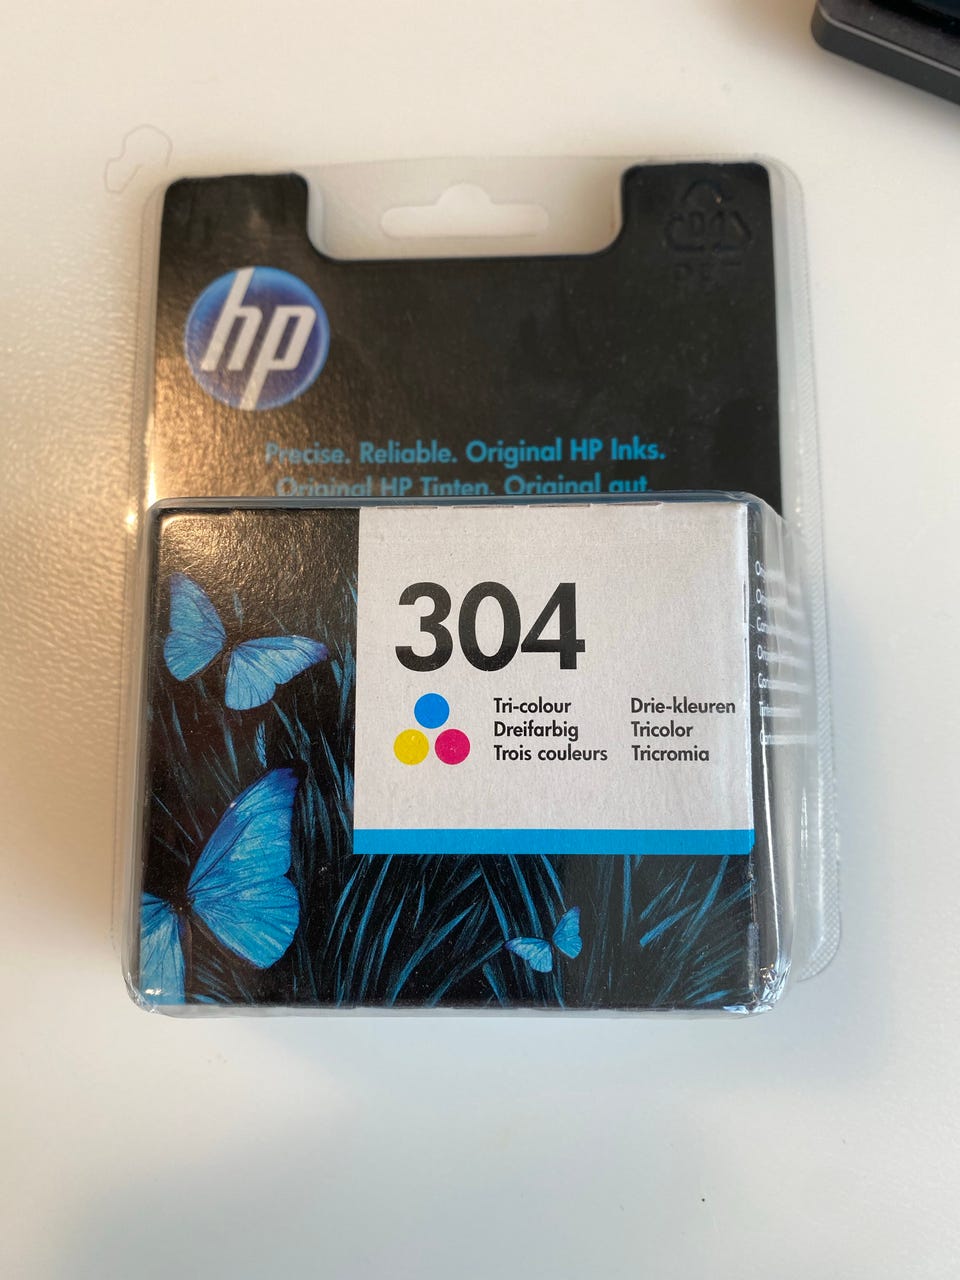 hp
Precise. Reliable. Original HP Inks.
Original HP Tinten. Original gut.
304
Tri-colour
Dreifarbig
Trois couleurs
Drie-kleuren
Tricolor
Tricromia